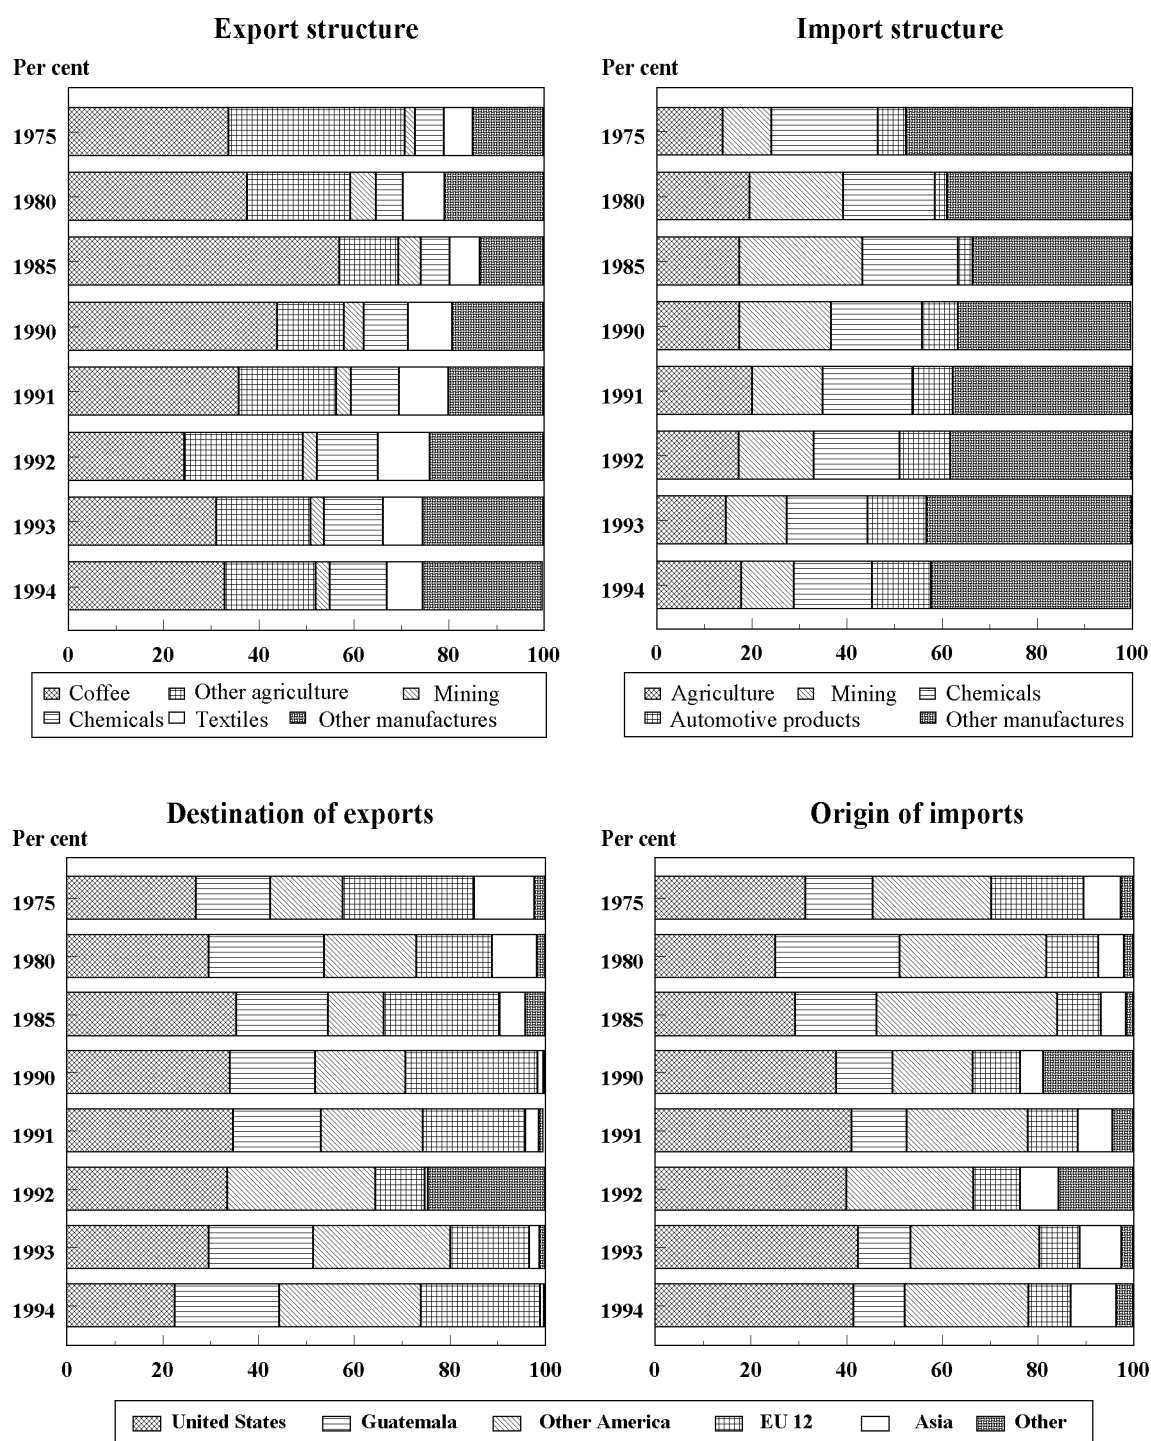 Export structure
Per cent
1975
1980
1985
1990
1991
1992
1993
1994
0 20 40 60 80 100
Coffee Other agriculture Mining
Chemicals Textiles Other manufactures
Import structure
Per cent
1975
1980
1985
1990
1991
1992
1993
1994
0 20 40 60 80 100
Agriculture Mining Chemicals
Automotive products Other manufactures
Destination of exports
Per cent
1975
1980
1985
1990
1991
1992
1993
1994
0 20 40 60 80 100
Origin of imports
Per cent
1975
1980
1985
1990
1991
1992
1993
1994
0 20 40 60 80 100
United States Guatemala Other America EU 12 Asia Other